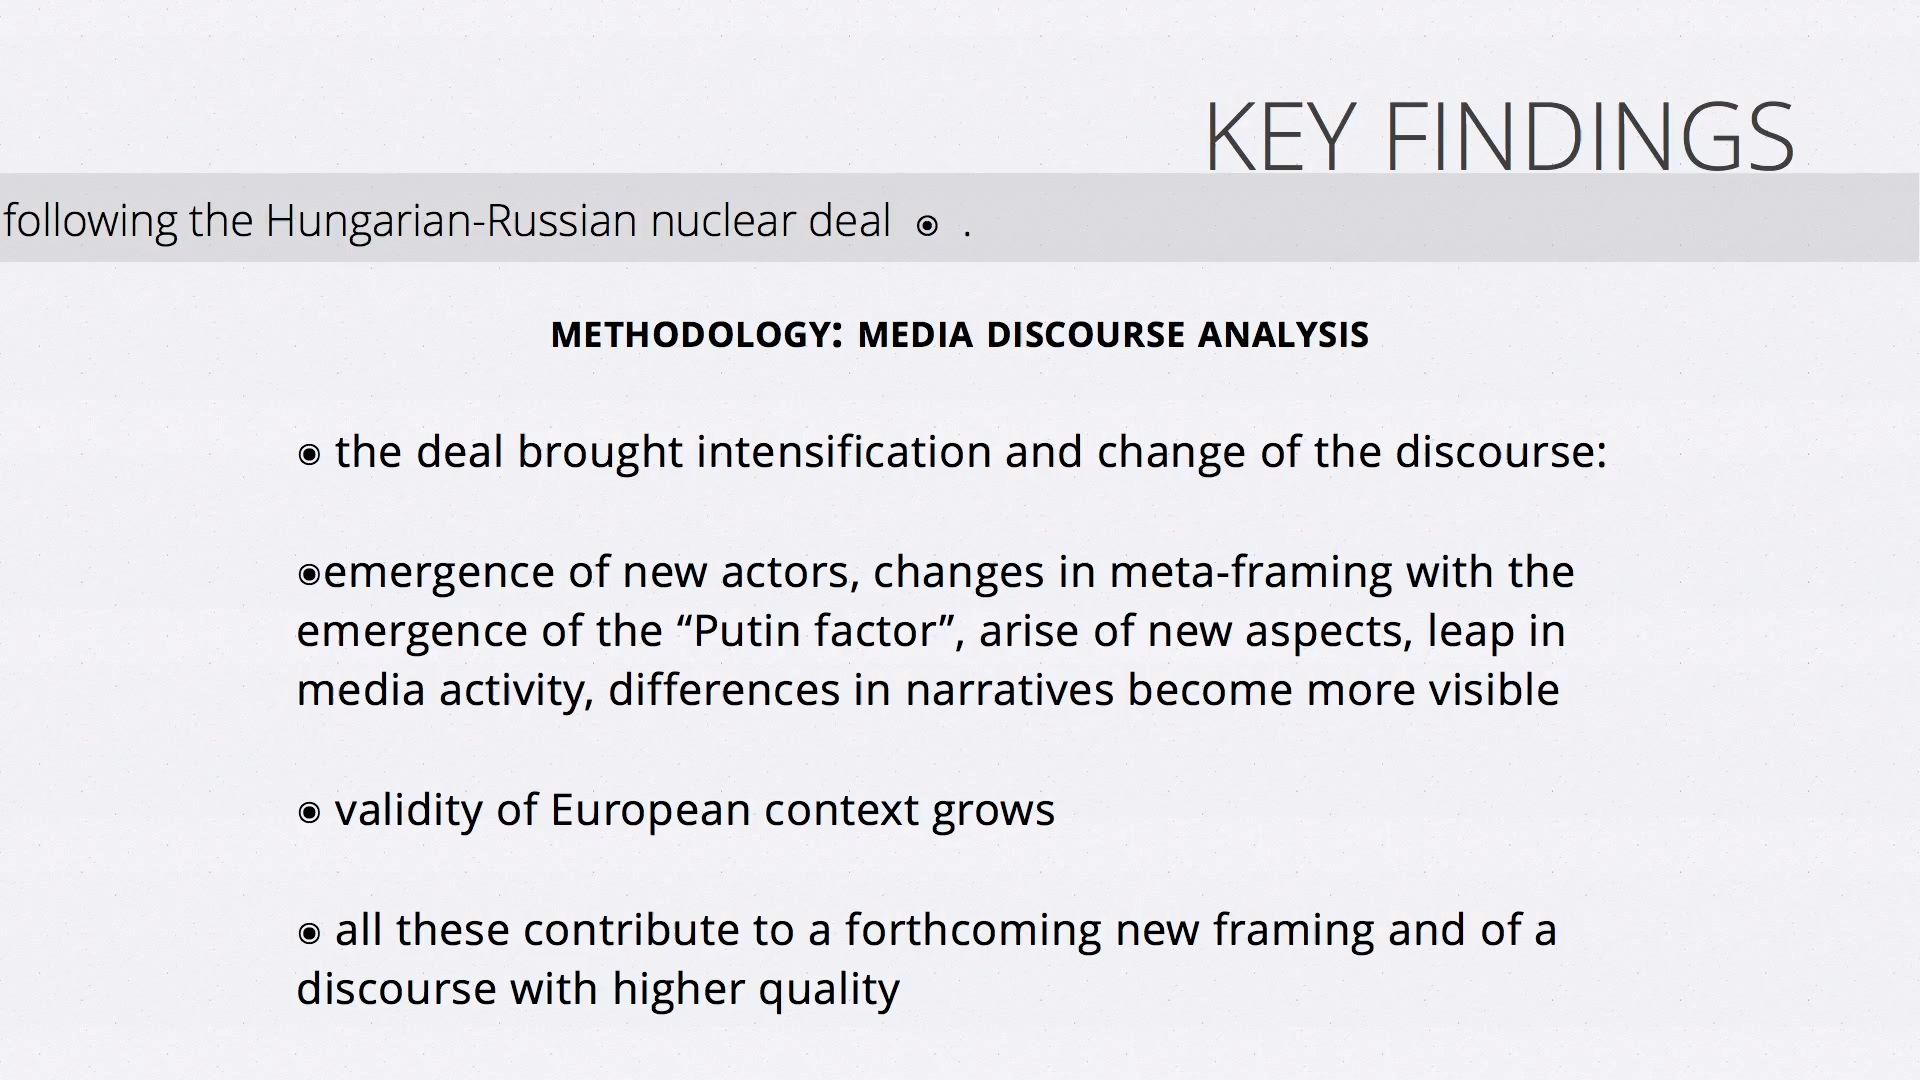 KEY FINDINGS
following the Hungarian-Russian nuclear deal ◉ .
METHODOLOGY: MEDIA DISCOURSE ANALYSIS
◉ the deal brought intensification and change of the discourse:
◉emergence of new actors, changes in meta-framing with the
emergence of the “Putin factor”, arise of new aspects, leap in
media activity, differences in narratives become more visible
◉ validity of European context grows
◉ all these contribute to a forthcoming new framing and of a
discourse with higher quality